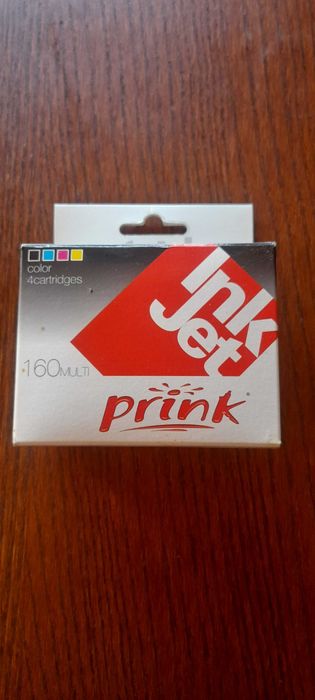 color
4cartridges
Ink
Jet
160MULTI
prink®